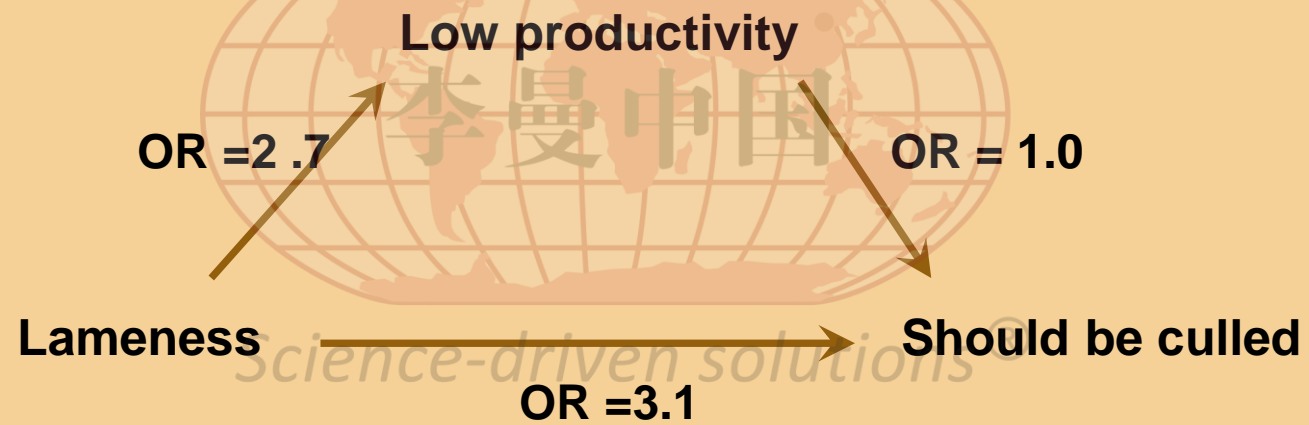 Low productivity
李曼中国
OR =2 .7
OR = 1.0
Lameness
Should be culled
Science-driven solutions ®
OR =3.1